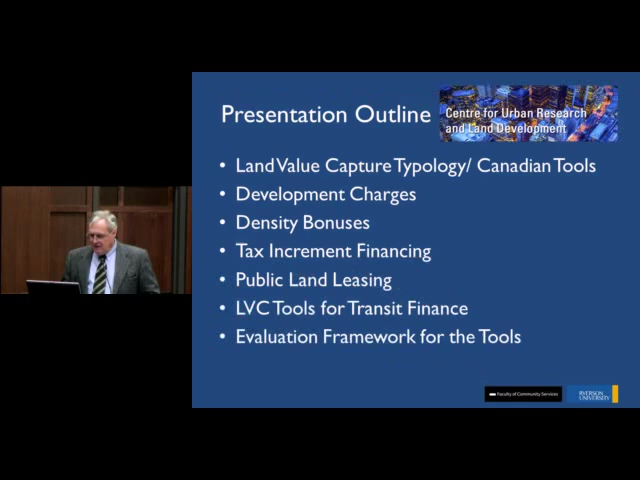 Presentation Outline
Centre for Urban Research
and Land Development
• Land Value Capture Typology/ Canadian Tools
• Development Charges
• Density Bonuses
• Tax Increment Financing
• Public Land Leasing
• LVC Tools for Transit Finance
• Evaluation Framework for the Tools
Faculty of Community Services
RYERSON
UNIVERSITY